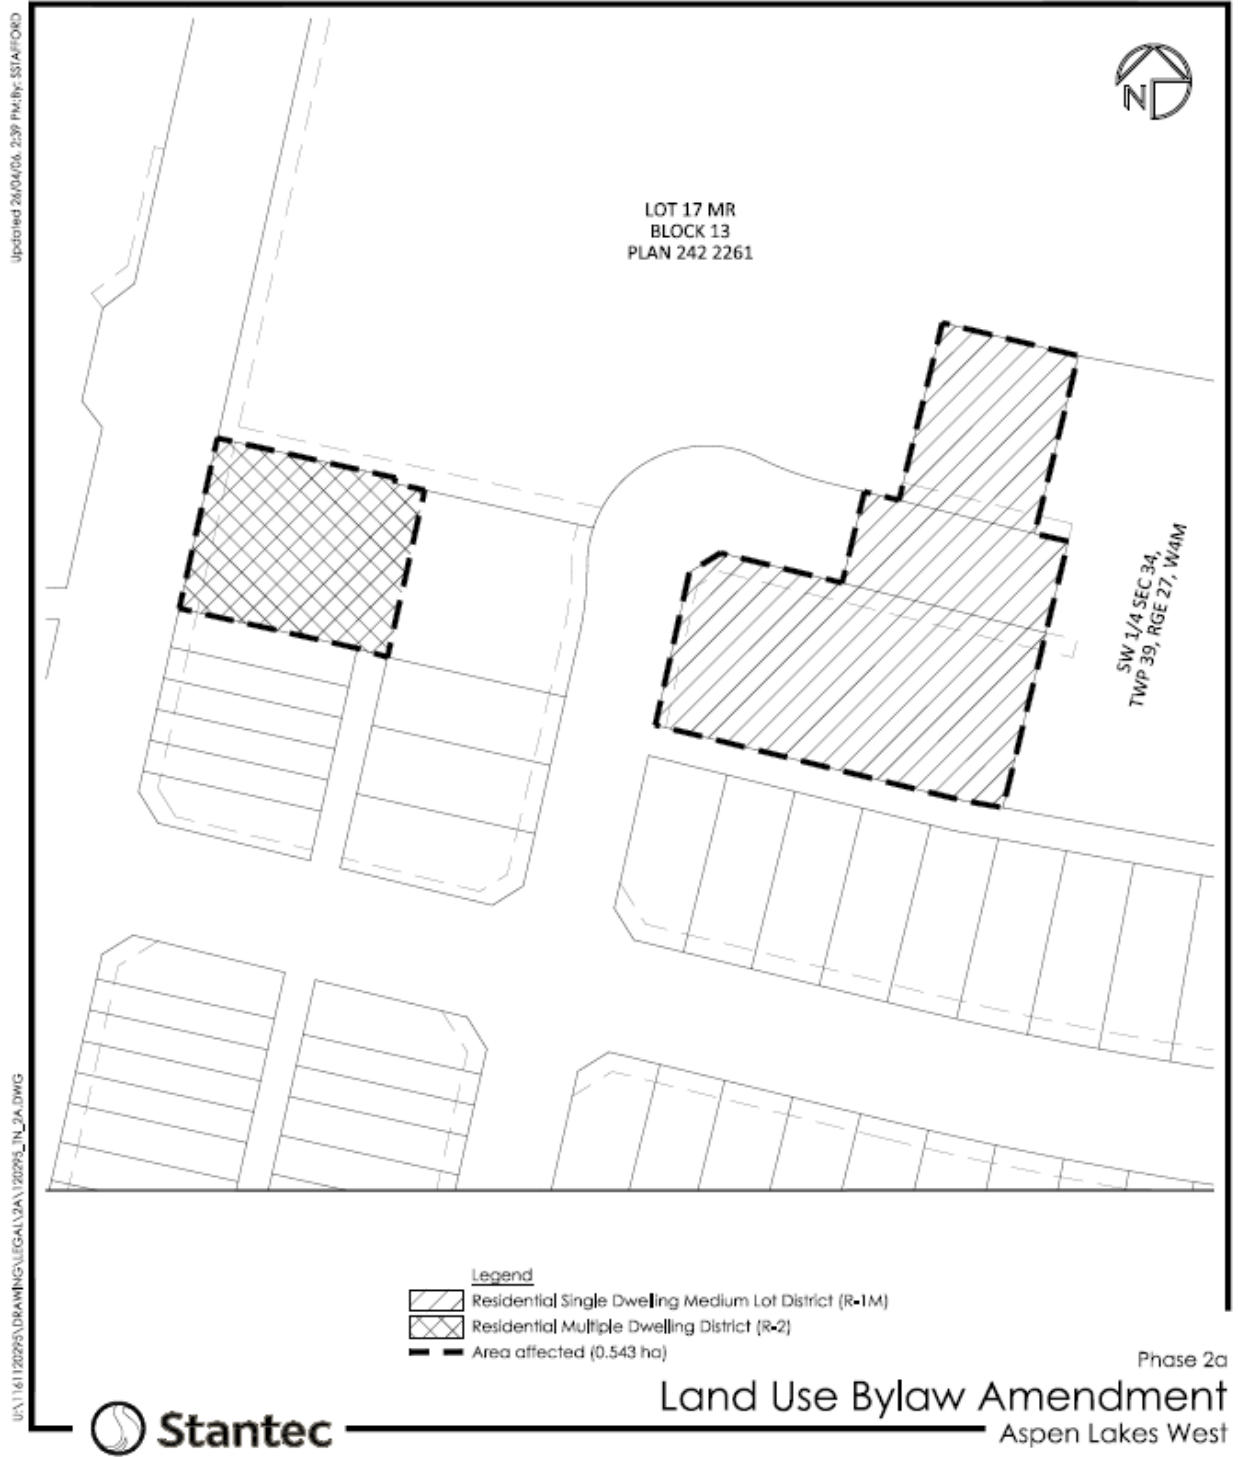 Updated 26/04/06, 2:39 PM:By: SSTAFFORD
N
LOT 17 MR
BLOCK 13
PLAN 242 2261
SW 1/4 SEC 34,
TWP 39, RGE 27, W4M
Legend
Residential Single Dwelling Medium Lot District (R-1M)
Residential Multiple Dwelling District (R-2)
Area affected (0.543 ha)
Phase 2a
Land Use Bylaw Amendment
Aspen Lakes West
Stantec